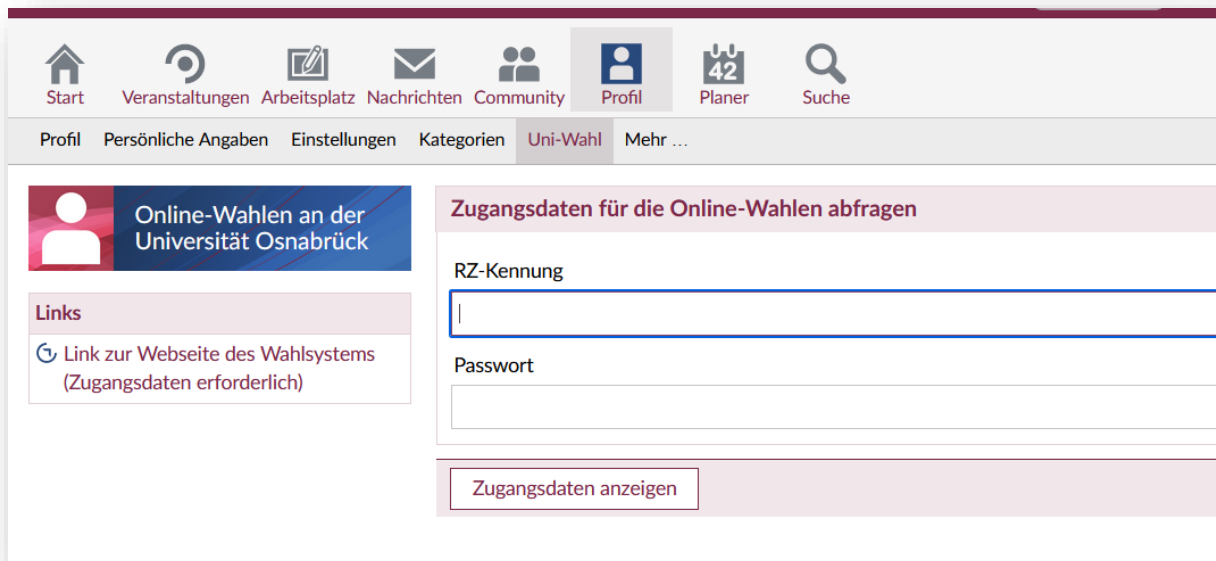 Start Veranstaltungen Arbeitsplatz Nachrichten Community Profil 42 Planer Suche
Profil Persönliche Angaben Einstellungen Kategorien Uni-Wahl Mehr ...
Online-Wahlen an der
Universität Osnabrück
Links
Link zur Webseite des Wahlsystems
(Zugangsdaten erforderlich)
Zugangsdaten für die Online-Wahlen abfragen
RZ-Kennung
Passwort
Zugangsdaten anzeigen